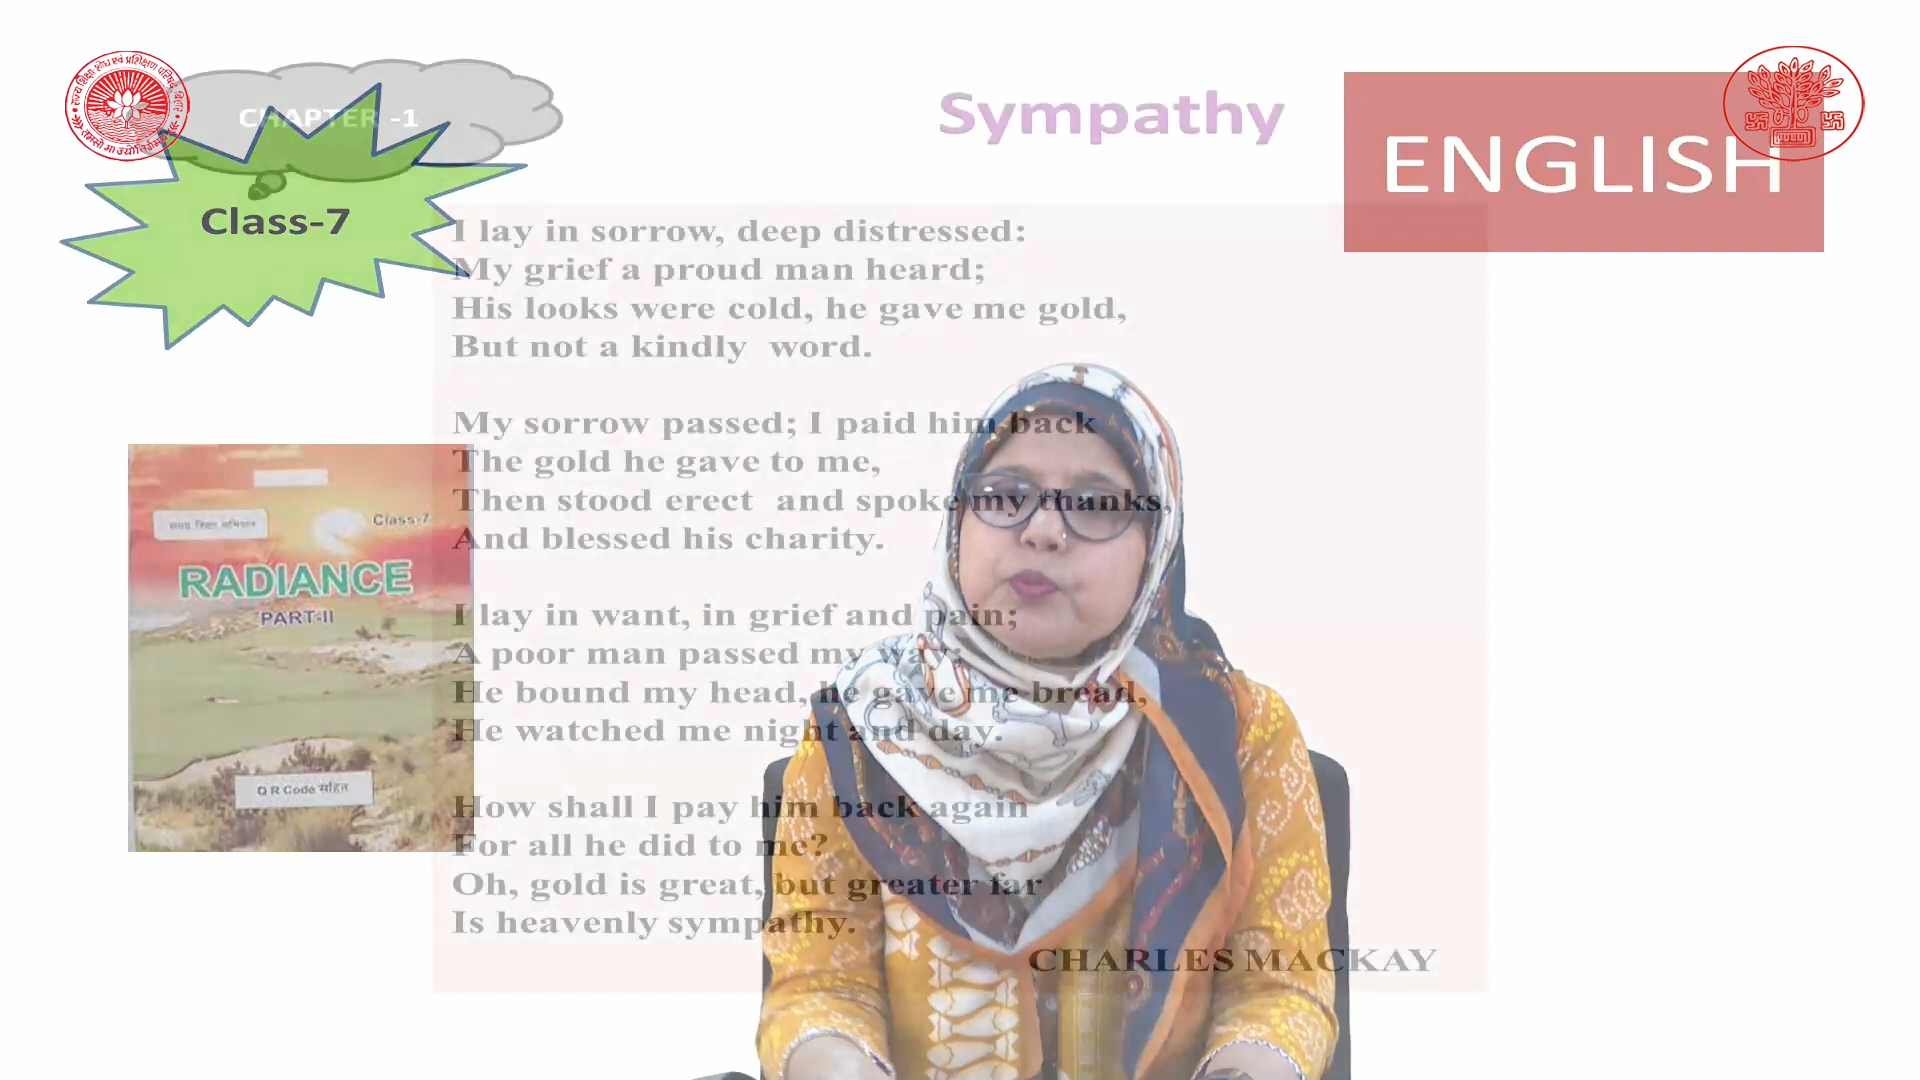 CHAPTER -1
Class-7
Sympathy
ENGLISH
I lay in sorrow, deep distressed:
My grief a proud man heard;
His looks were cold, he gave me gold,
But not a kindly word.
My sorrow passed; I paid him back
The gold he gave to me,
Then stood erect and spoke my thanks,
And blessed his charity.
I lay in want, in grief and pain;
A poor man passed my way;
He bound my head, he gave me bread,
He watched me night and day.
How shall I pay him back again
For all he did to me?
Oh, gold is great, but greater far
Is heavenly sympathy.
CHARLES MACKAY
समग्र शिक्षा अभियान
Class-7
RADIANCE
PART-II
Q R Code सहित